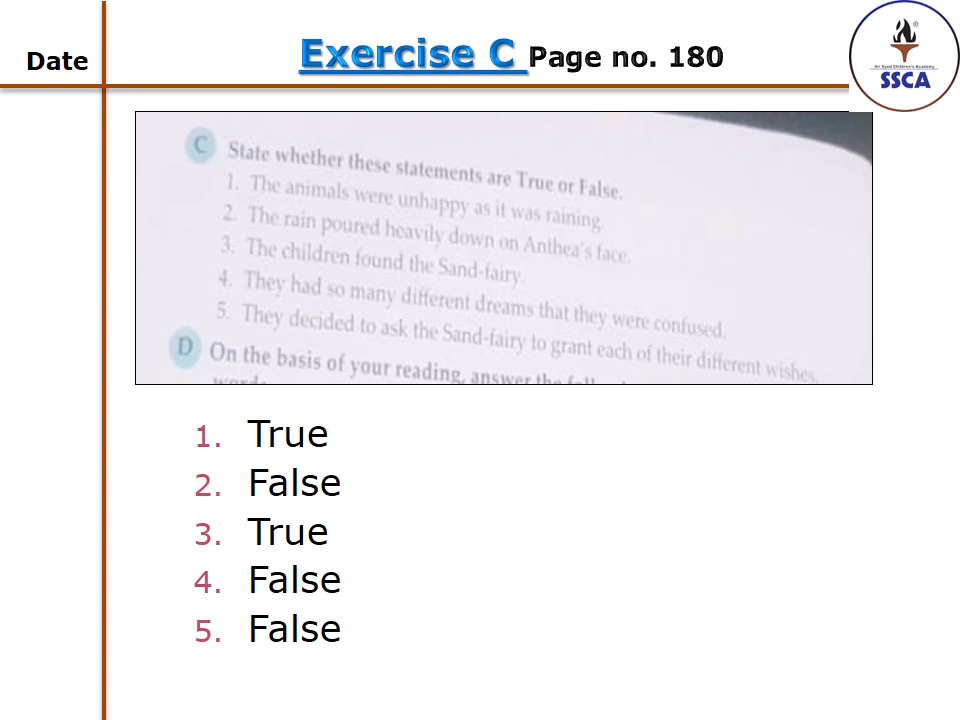 Date
Exercise C Page no. 180
Sir Syed Children's Academy
SSCA
C State whether these statements are True or False.
1. The animals were unhappy as it was raining.
2. The rain poured heavily down on Anthea's face.
3. The children found the Sand-fairy.
4. They had so many different dreams that they were confused.
5. They decided to ask the Sand-fairy to grant each of their different wishes.
D On the basis of your reading, answer the
1. True
2. False
3. True
4. False
5. False